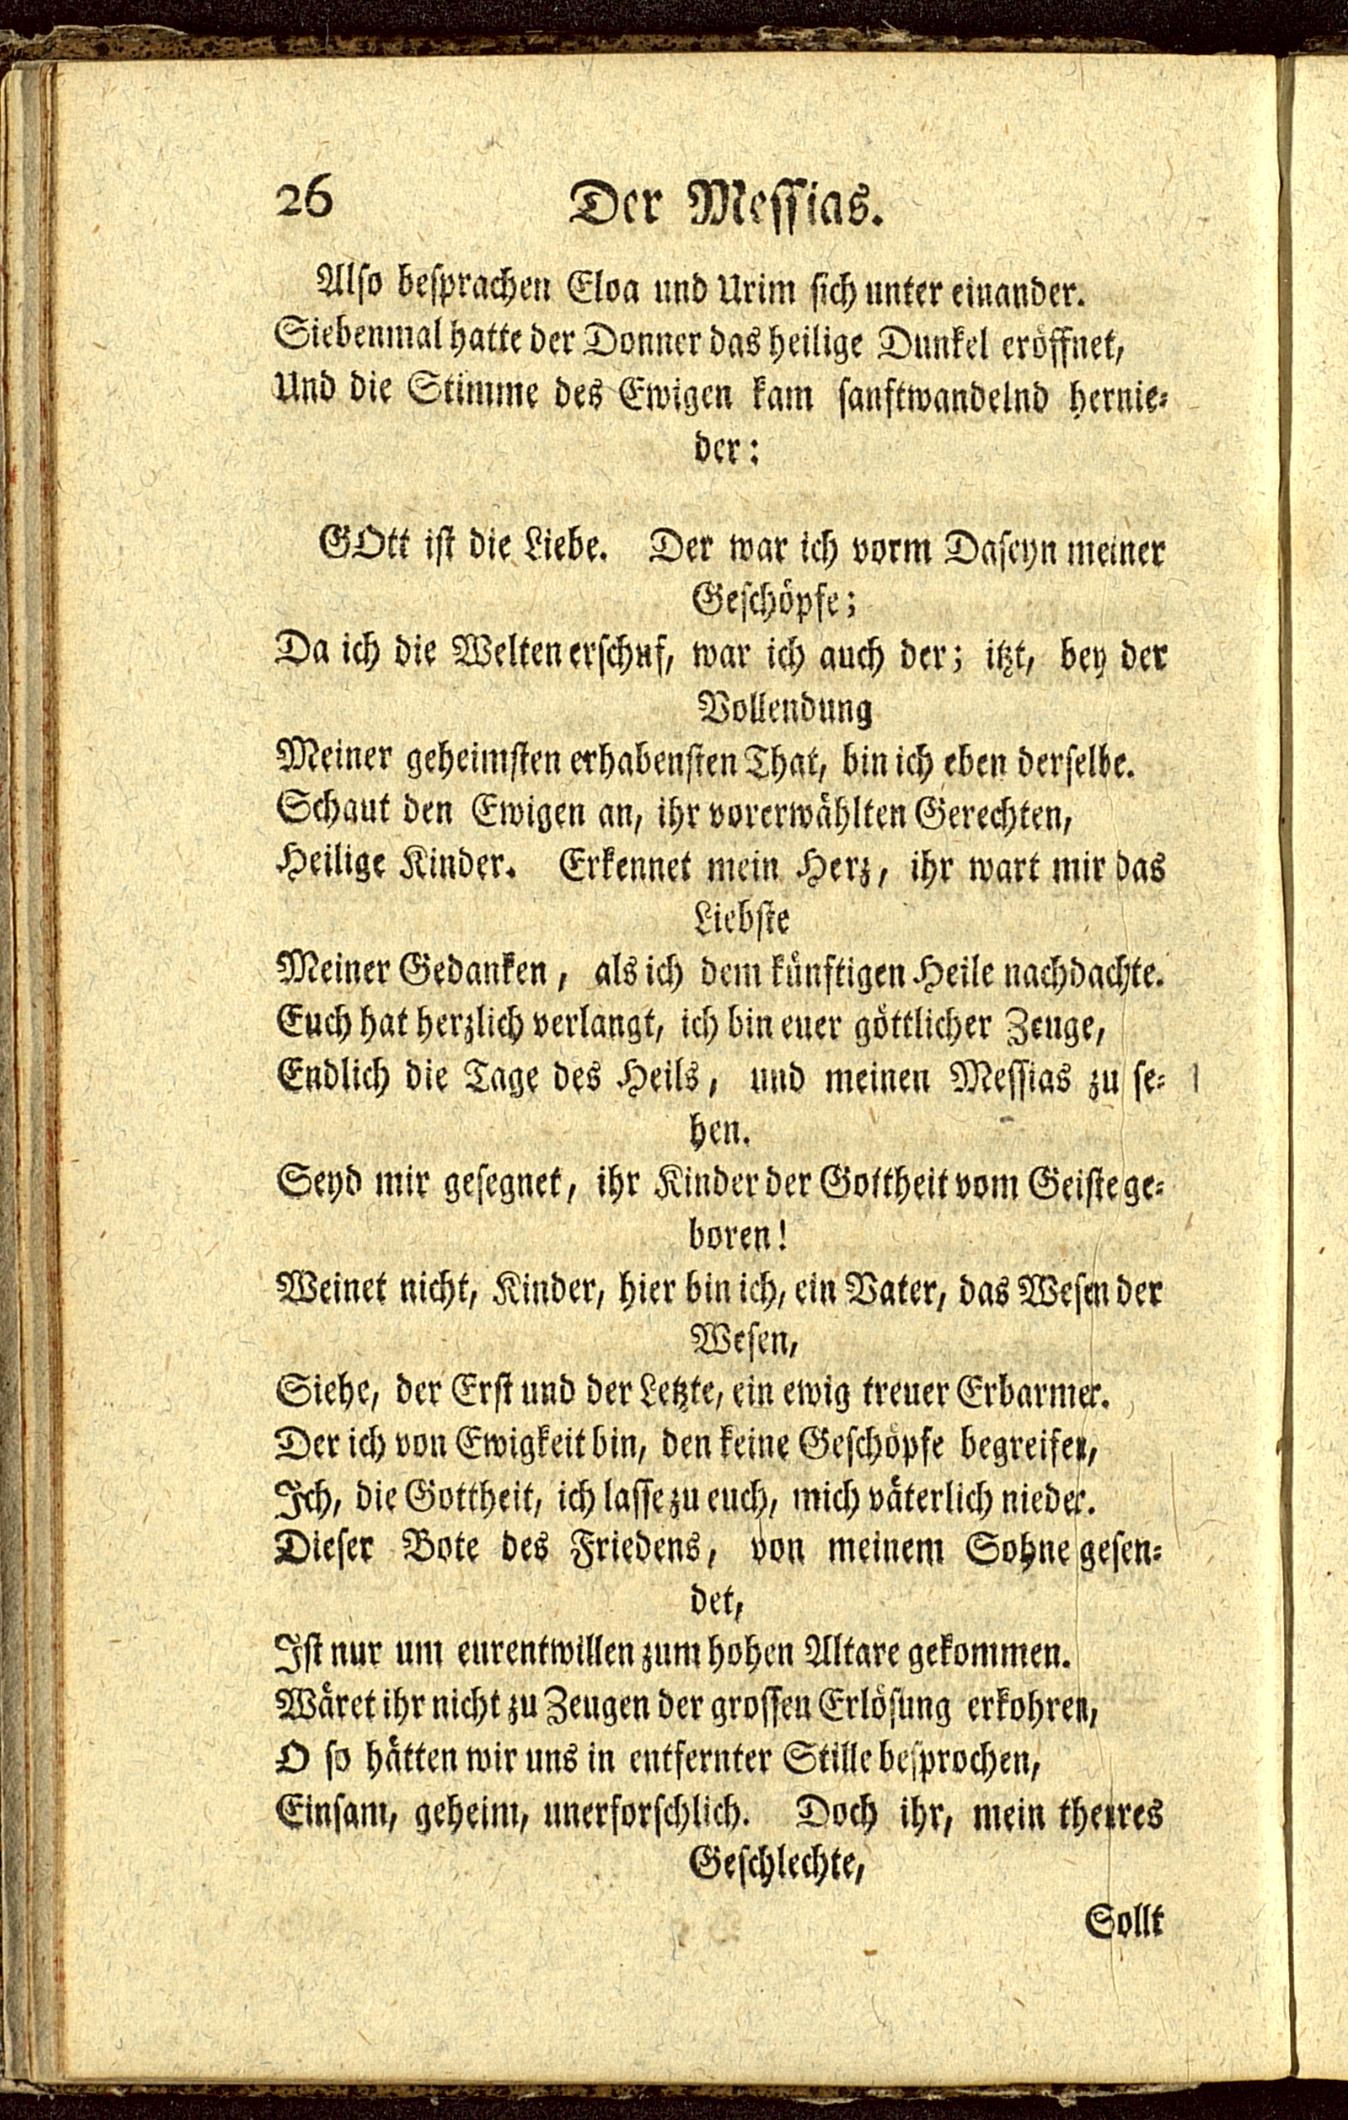 26 Der Messias.
Also besprachen Eloa und Urim sich unter einander.
Siebenmal hatte der Donner das heilige Dunkel eröffnet,
Und die Stimme des Ewigen kam sanftwandelnd hernie-
der:
GOtt ist die Liebe. Der war ich vorm Daseyn meiner
Geschöpfe;
Da ich die Welten erschuf, war ich auch der; itzt, bey der
Vollendung
Meiner geheimsten erhabensten That, bin ich eben derselbe.
Schaut den Ewigen an, ihr vorerwählten Gerechten,
Heilige Kinder. Erkennet mein Herz, ihr wart mir das
Liebste
Meiner Gedanken, als ich dem künftigen Heile nachdachte.
Euch hat herzlich verlangt, ich bin euer göttlicher Zeuge,
Endlich die Tage des Heils, und meinen Messias zu se-
hen.
Seyd mir gesegnet, ihr Kinder der Gottheit vom Geiste ge-
boren!
Weinet nicht, Kinder, hier bin ich, ein Vater, das Wesen der
Wesen,
Siehe, der Erst und der Letzte, ein ewig treuer Erbarmer.
Der ich von Ewigkeit bin, den keine Geschöpfe begreifen,
Ich, die Gottheit, ich lasse zu euch, mich väterlich nieder.
Dieser Bote des Friedens, von meinem Sohne gesen-
det,
Ist nur um eurentwillen zum hohen Altare gekommen.
Wäret ihr nicht zu Zeugen der grossen Erlösung erkohren,
O so hätten wir uns in entfernter Stille besprochen,
Einsam, geheim, unerforschlich. Doch ihr, mein theures
Geschlechte,
Sollt